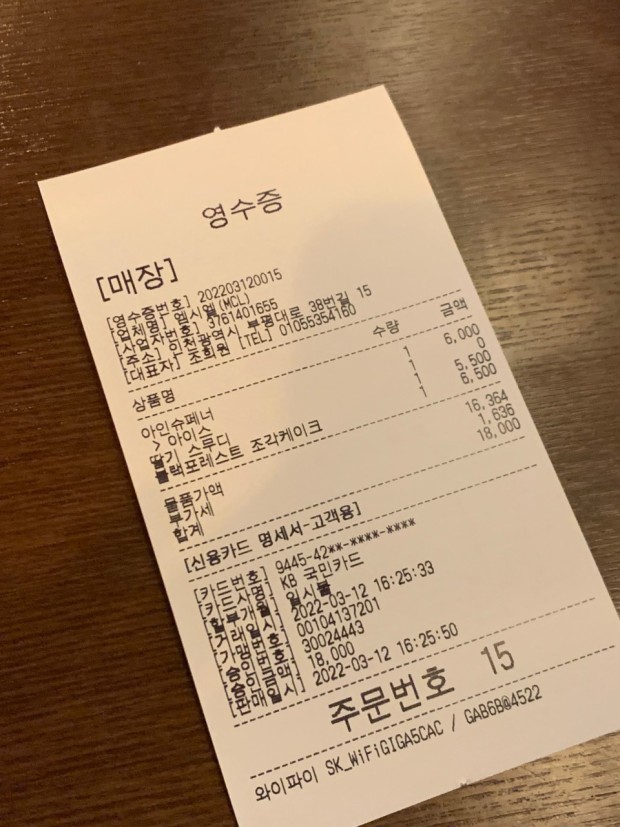 영수증
[매장]
[영수증번호] 202203120015
[업체명] 엠시엘(MCL)
[사업자번호] 3761401655
[주소] 인천광역시 부평대로 38번길 15
[대표자] 조희원 [TEL] 01055354160
상품명 수량 금액
아인슈페너 1 6,000
> 아이스 1 0
딸기 스무디 1 5,500
블랙포레스트 조각케이크 1 6,500
물품가액 16,364
부가세 1,636
합계 18,000
[신용카드 명세서-고객용]
[카드번호] 9445-42**-****-****
[카드사명] KB 국민카드
[할부개월] 일시불
[거래일시] 2022-03-12 16:25:33
[가맹번호] 00104137201
[승인번호] 30024443
[승인금액] 18,000
[판매일시] 2022-03-12 16:25:50
주문번호 15
와이파이 SK_WiFiGIGA5CAC / GAB6B@4522